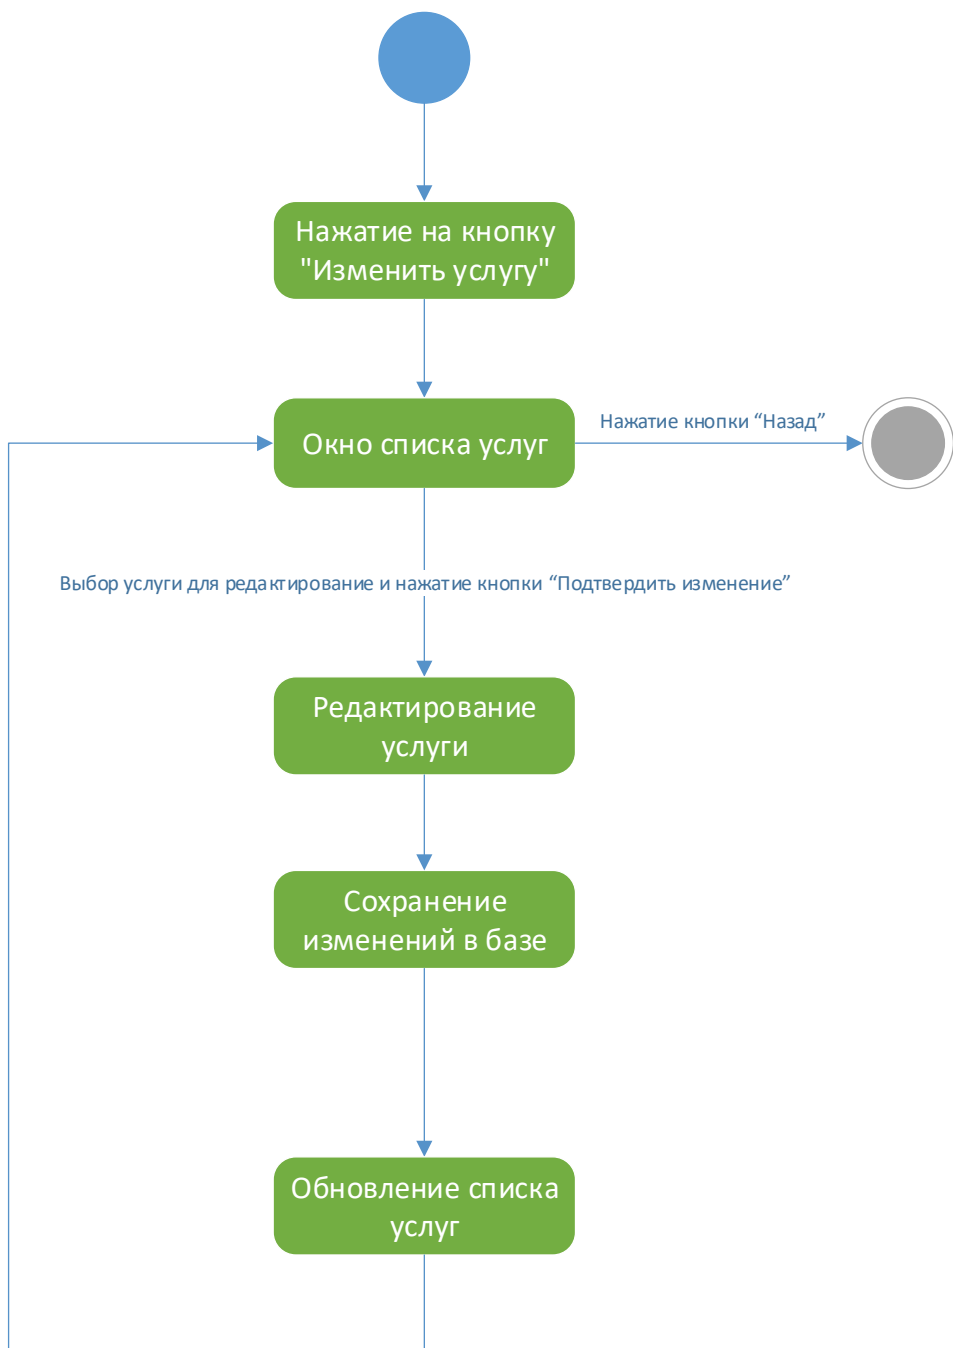 Нажатие на кнопку
"Изменить услугу"
Окно списка услуг
Нажатие кнопки “Назад”
Выбор услуги для редактирование и нажатие кнопки “Подтвердить изменение”
Редактирование
услуги
Сохранение
изменений в базе
Обновление списка
услуг